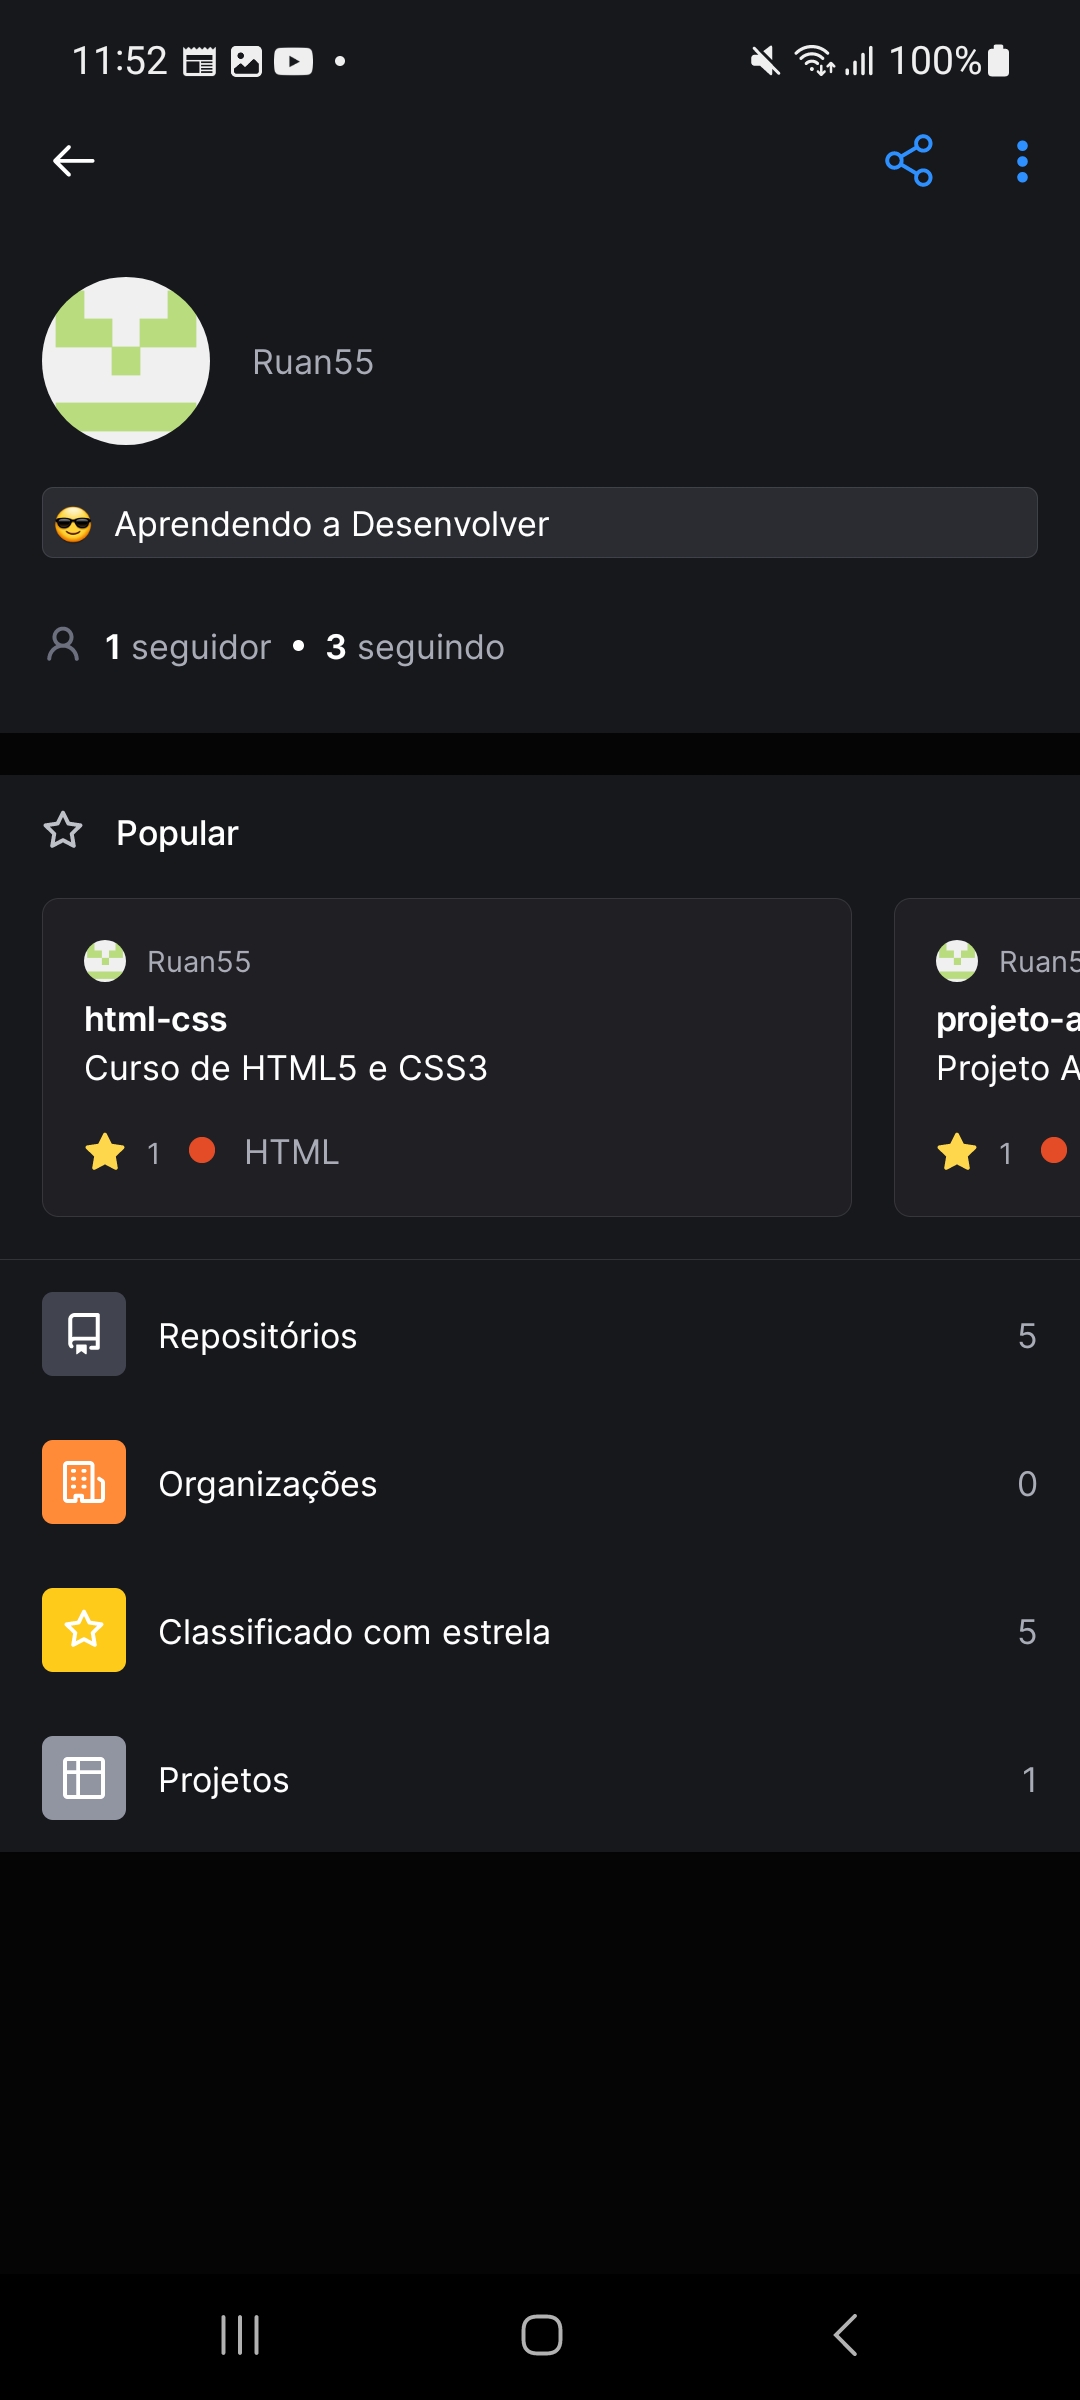 11:52
100%
Ruan55
Aprendendo a Desenvolver
1 seguidor • 3 seguindo
Popular
Ruan55
html-css
Curso de HTML5 e CSS3
1 HTML
Ruan5
projeto-a
Projeto A
1
Repositórios 5
Organizações 0
Classificado com estrela 5
Projetos 1